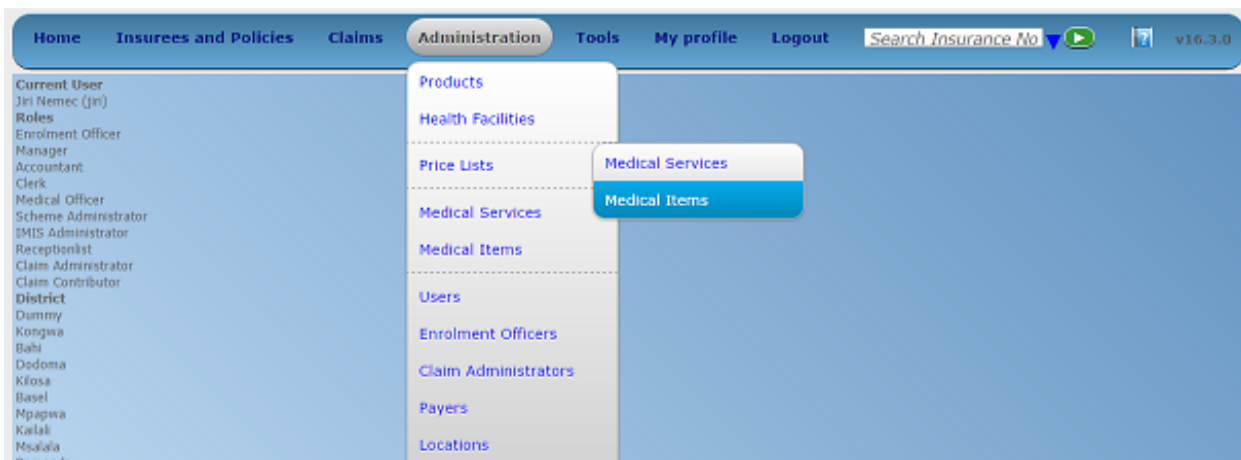 Home Insurees and Policies Claims Administration Tools My profile Logout Search Insurance No v16.3.0
Current User
Jiri Nemec (jiri)
Roles
Enrolment Officer
Manager
Accountant
Clerk
Medical Officer
Scheme Administrator
IMIS Administrator
Receptionlist
Claim Administrator
Claim Contributor
District
Dummy
Kongwa
Bahi
Dodoma
Kilosa
Basel
Mpapwa
Kailali
Msalala
Products
Health Facilities
Price Lists
Medical Services
Medical Items
Medical Services
Medical Items
Users
Enrolment Officers
Claim Administrators
Payers
Locations